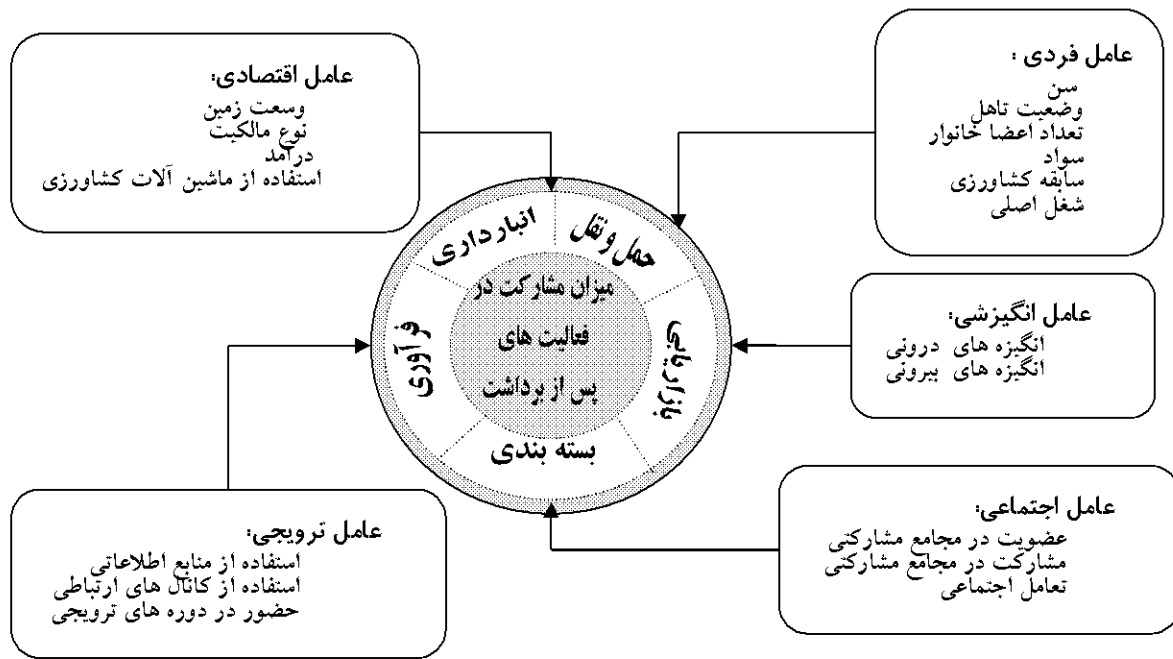 عامل فردی :
سن
وضعیت تاهل
تعداد اعضا خانوار
سواد
سابقه کشاورزی
شغل اصلی
عامل اقتصادی:
وسعت زمین
نوع مالکیت
درامد
استفاده از ماشین آلات کشاورزی
حمل و نقل
انبارداری
فرآوری
بسته بندی
بازاریابی
میزان مشارکت در
فعالیت های
پس از برداشت
عامل انگیزشی:
انگیزه های درونی
انگیزه های بیرونی
عامل اجتماعی:
عضویت در مجامع مشارکتی
مشارکت در مجامع مشارکتی
تعامل اجتماعی
عامل ترویجی:
استفاده از منابع اطلاعاتی
استفاده از کانال های ارتباطی
حضور در دوره های ترویجی